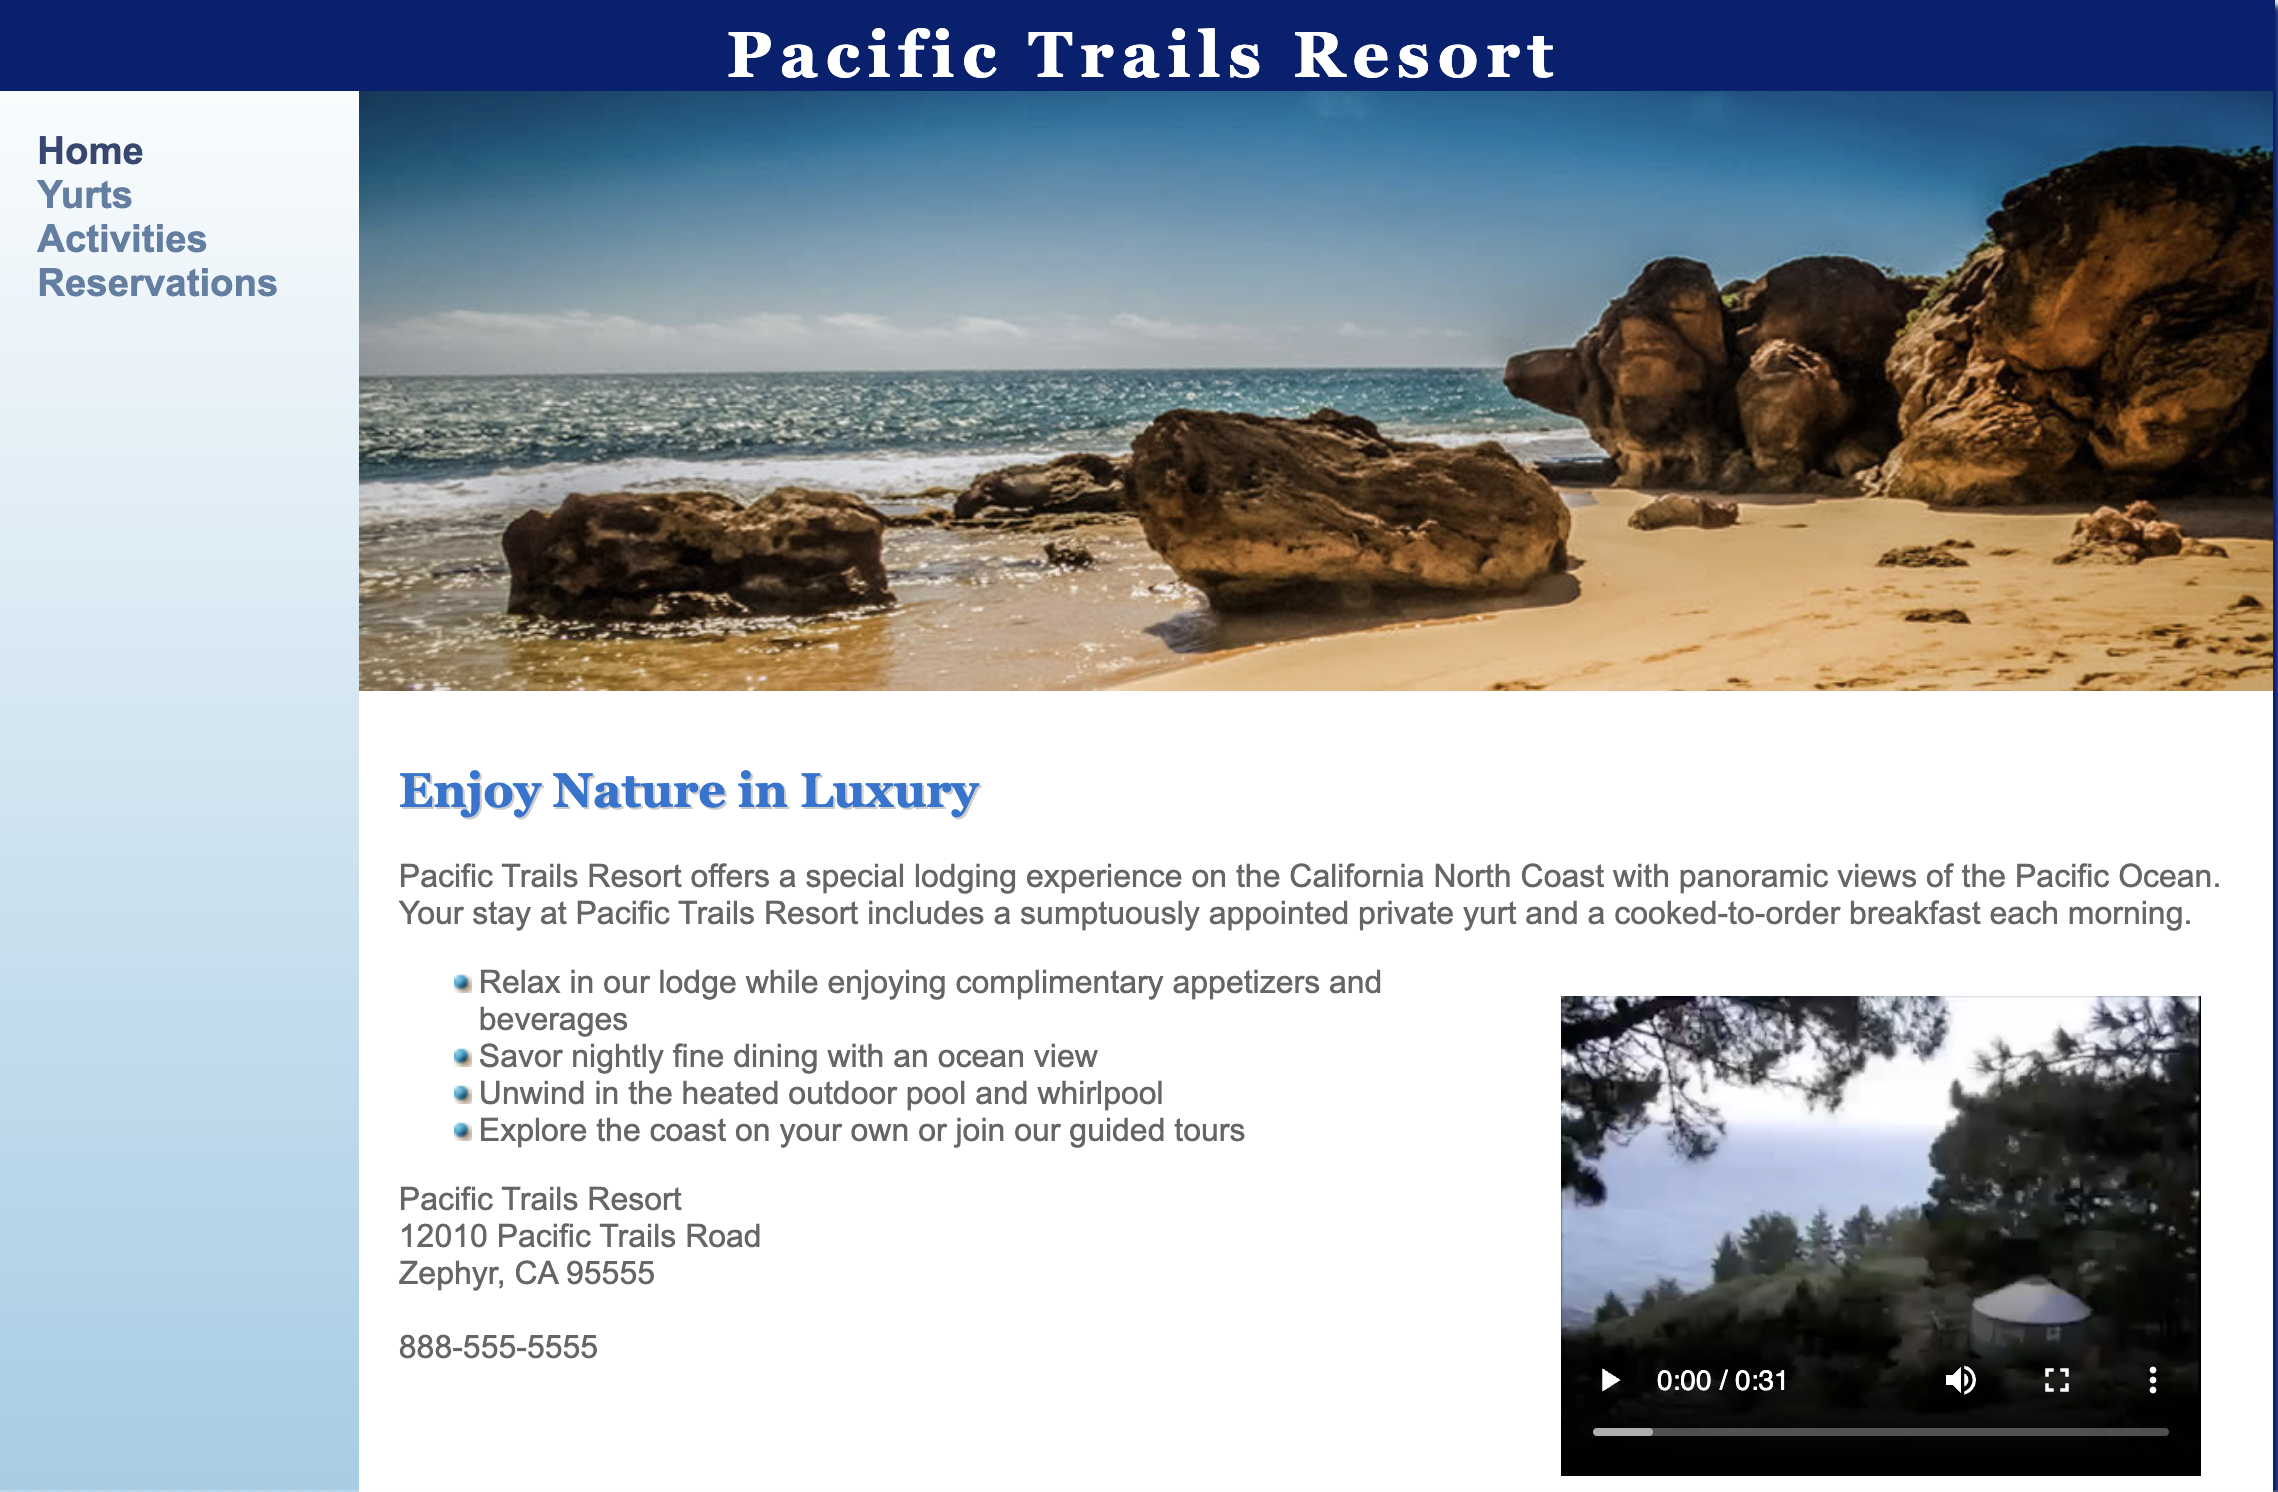 Pacific Trails Resort
Home
Yurts
Activities
Reservations
Enjoy Nature in Luxury
Pacific Trails Resort offers a special lodging experience on the California North Coast with panoramic views of the Pacific Ocean.
Your stay at Pacific Trails Resort includes a sumptuously appointed private yurt and a cooked-to-order breakfast each morning.
Relax in our lodge while enjoying complimentary appetizers and
beverages
Savor nightly fine dining with an ocean view
Unwind in the heated outdoor pool and whirlpool
Explore the coast on your own or join our guided tours
Pacific Trails Resort
12010 Pacific Trails Road
Zephyr, CA 95555
888-555-5555
0:00 / 0:31